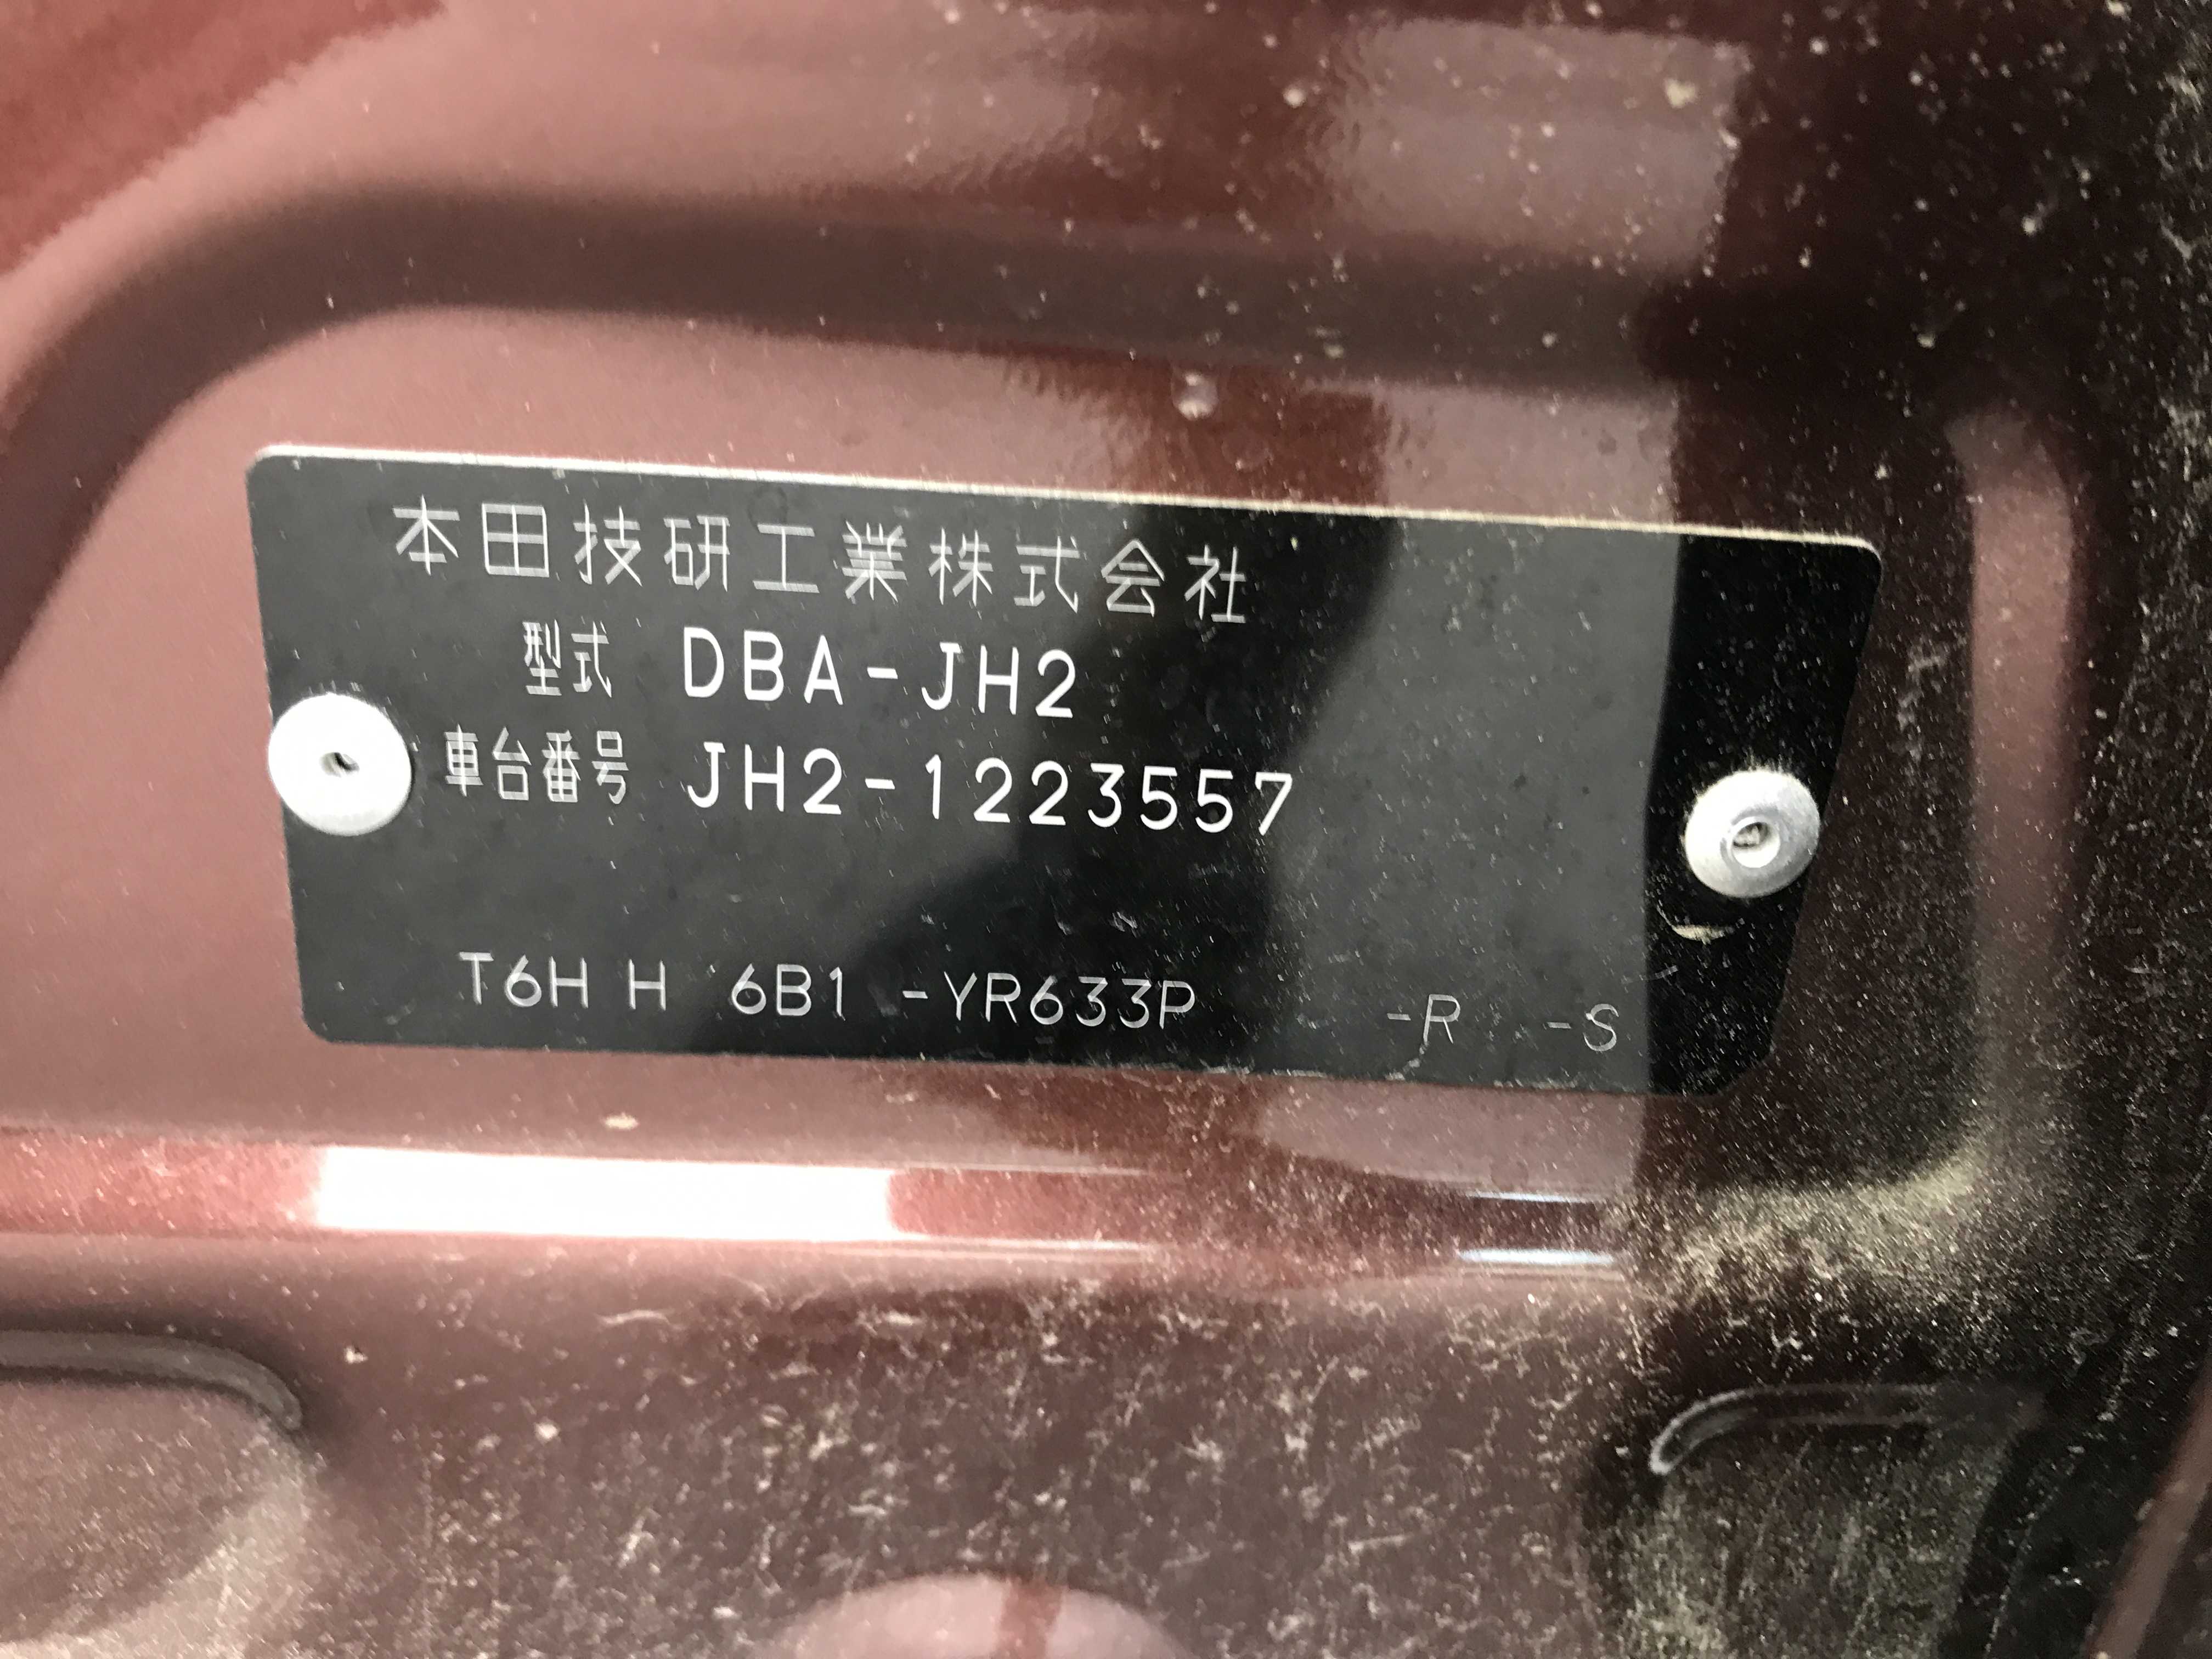 本田技研工業株式会社
型式 DBA-JH2
車台番号 JH2-1223557
T6H H 6B1 -YR633P -R -S